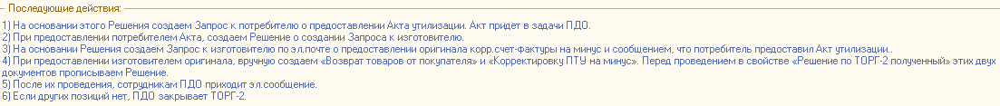 Последующие действия:
1) На основании этого Решения создаем Запрос к потребителю о предоставлении Акта утилизации. Акт придет в задачи ПДО.
2) При предоставлении потребителем Акта, создаем Решение о создании Запроса к изготовителю.
3) На основании Решения создаем Запрос к изготовителю по эл.почте о предоставлении оригинала корр.счет-фактуры на минус и сообщением, что потребитель предоставил Акт утилизации..
4) При предоставлении изготовителем оригинала, вручную создаем «Возврат товаров от покупателя» и «Корректировку ПТУ на минус». Перед проведением в свойстве «Решение по ТОРГ-2 полученный» этих двух
документов прописываем Решение.
5) После их проведения, сотрудникам ПДО приходит эл.сообщение.
6) Если других позиций нет, ПДО закрывает ТОРГ-2.